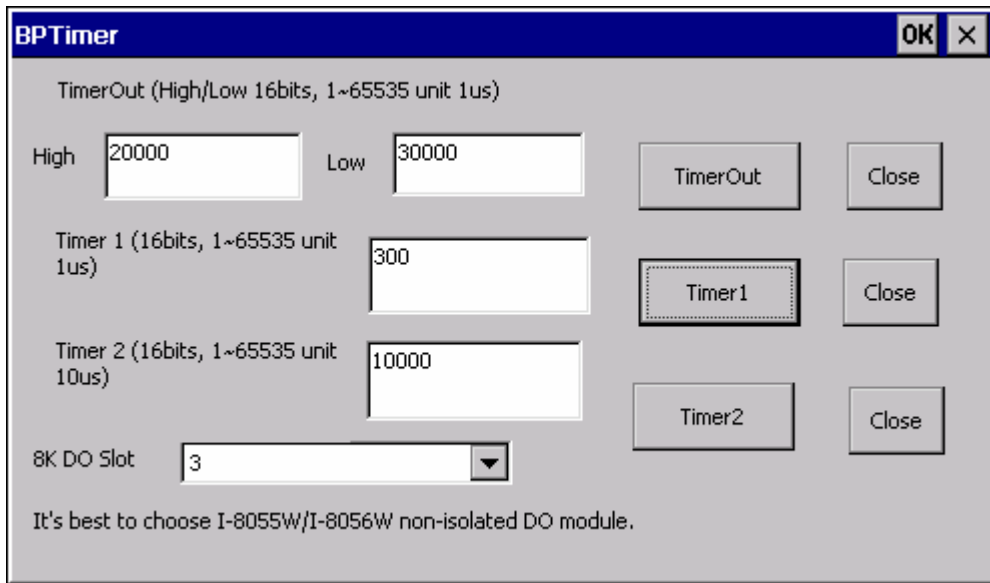 BPTimer OK ×
TimerOut (High/Low 16bits, 1~65535 unit 1us)
High 20000 Low 30000 TimerOut Close
Timer 1 (16bits, 1~65535 unit
1us)
300 Timer1 Close
Timer 2 (16bits, 1~65535 unit
10us)
10000 Timer2 Close
8K DO Slot 3
It's best to choose I-8055W/I-8056W non-isolated DO module.